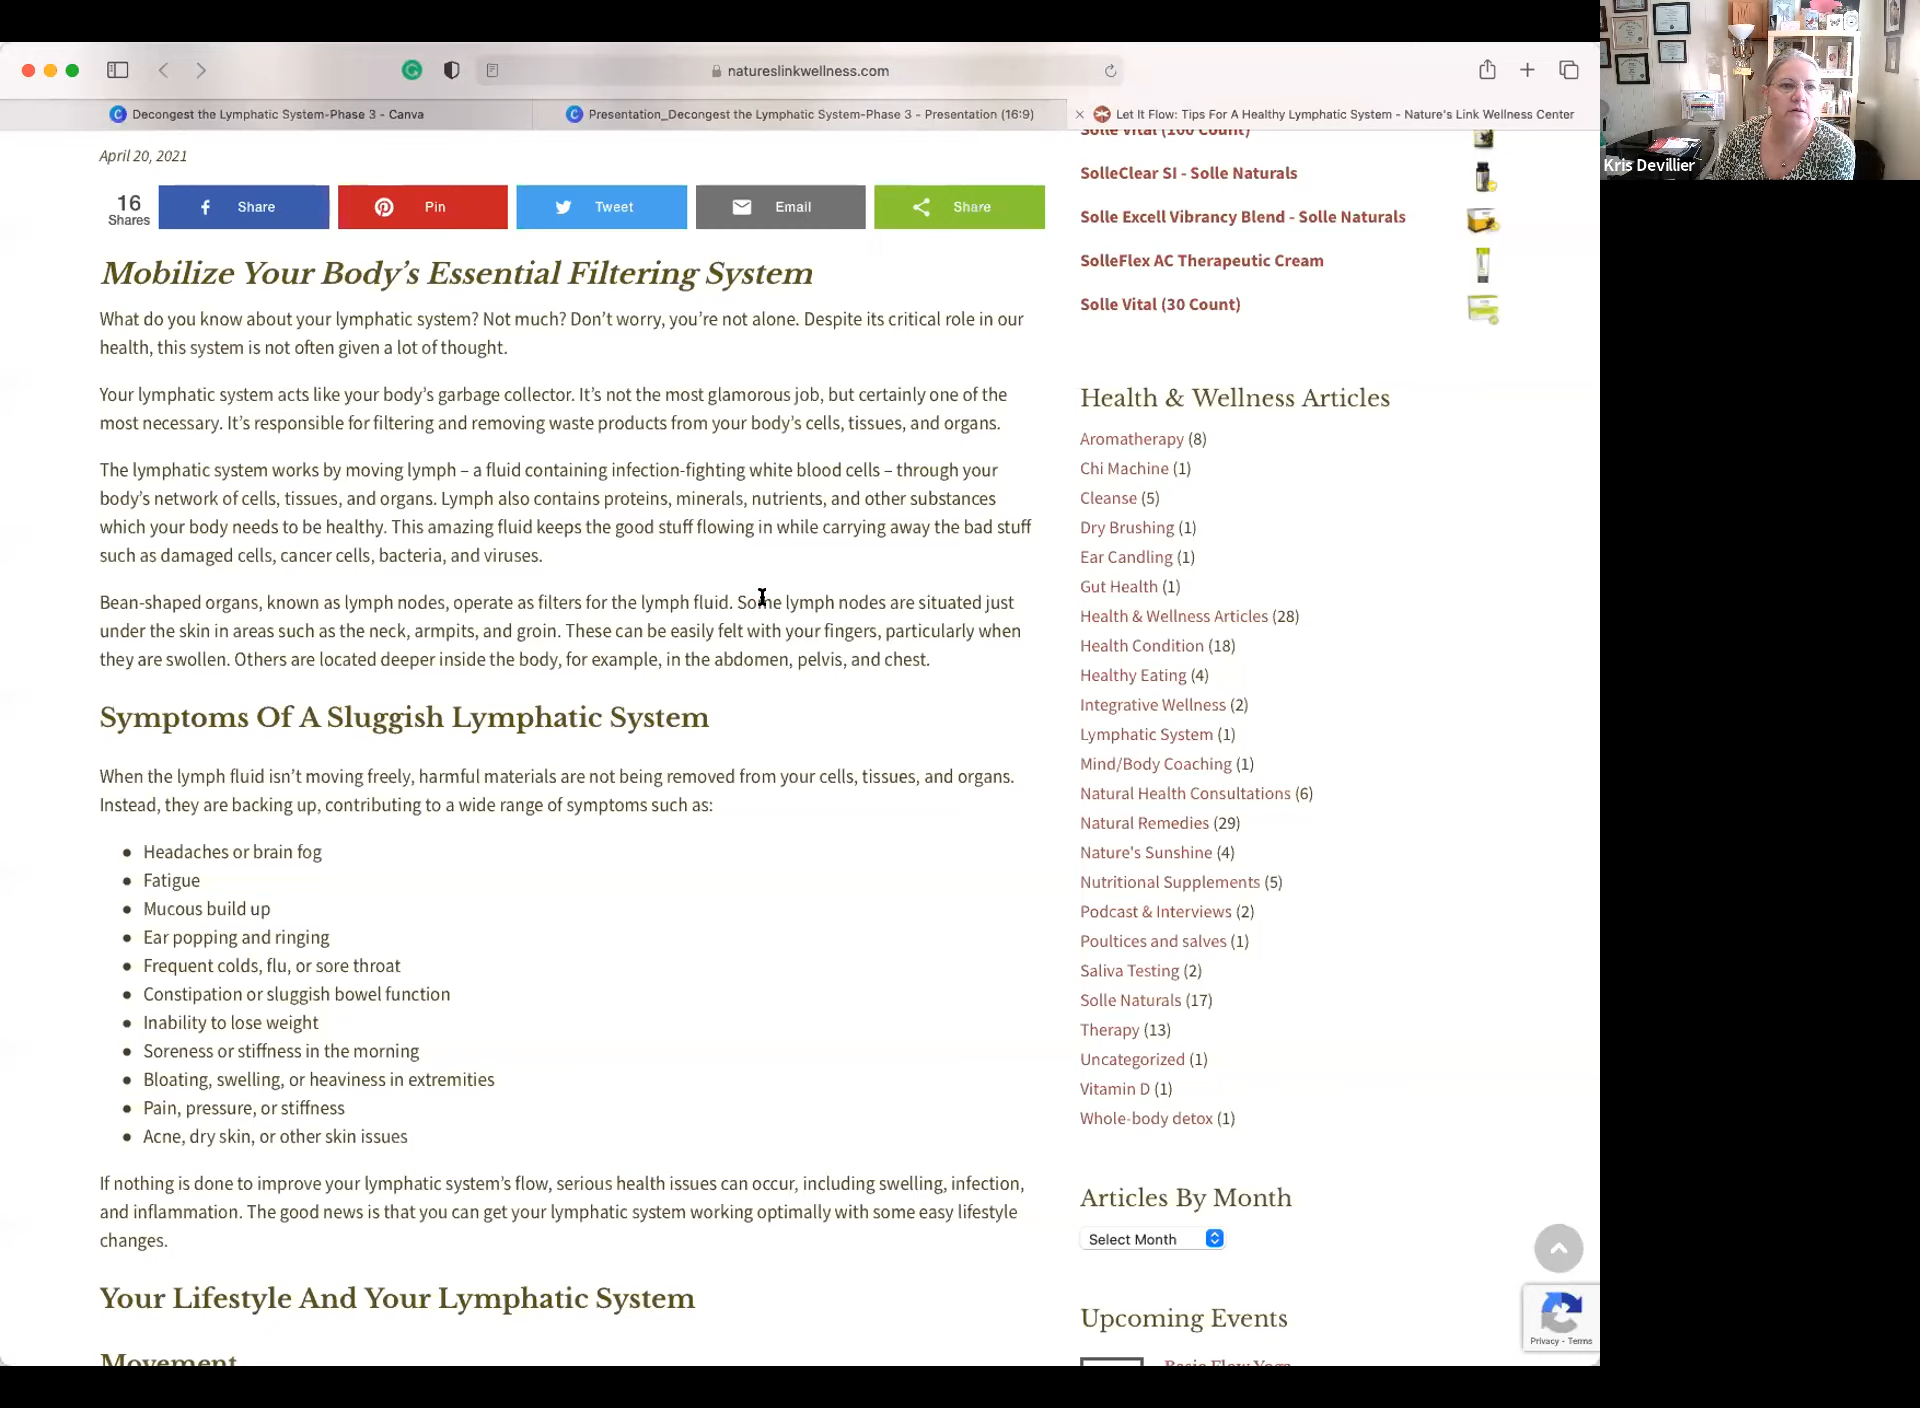 natureslinkwellness.com
Decongest the Lymphatic System-Phase 3 - Canva
Presentation_Decongest the Lymphatic System-Phase 3 - Presentation (16:9)
Let It Flow: Tips For A Healthy Lymphatic System - Nature's Link Wellness Center
Kris Devillier
April 20, 2021
16
Shares
Share
Pin
Tweet
Email
Share
Mobilize Your Body’s Essential Filtering System
What do you know about your lymphatic system? Not much? Don’t worry, you’re not alone. Despite its critical role in our
health, this system is not often given a lot of thought.
Your lymphatic system acts like your body’s garbage collector. It’s not the most glamorous job, but certainly one of the
most necessary. It’s responsible for filtering and removing waste products from your body’s cells, tissues, and organs.
The lymphatic system works by moving lymph – a fluid containing infection-fighting white blood cells – through your
body’s network of cells, tissues, and organs. Lymph also contains proteins, minerals, nutrients, and other substances
which your body needs to be healthy. This amazing fluid keeps the good stuff flowing in while carrying away the bad stuff
such as damaged cells, cancer cells, bacteria, and viruses.
Bean-shaped organs, known as lymph nodes, operate as filters for the lymph fluid. Some lymph nodes are situated just
under the skin in areas such as the neck, armpits, and groin. These can be easily felt with your fingers, particularly when
they are swollen. Others are located deeper inside the body, for example, in the abdomen, pelvis, and chest.
Symptoms Of A Sluggish Lymphatic System
When the lymph fluid isn’t moving freely, harmful materials are not being removed from your cells, tissues, and organs.
Instead, they are backing up, contributing to a wide range of symptoms such as:
Headaches or brain fog
Fatigue
Mucous build up
Ear popping and ringing
Frequent colds, flu, or sore throat
Constipation or sluggish bowel function
Inability to lose weight
Soreness or stiffness in the morning
Bloating, swelling, or heaviness in extremities
Pain, pressure, or stiffness
Acne, dry skin, or other skin issues
If nothing is done to improve your lymphatic system’s flow, serious health issues can occur, including swelling, infection,
and inflammation. The good news is that you can get your lymphatic system working optimally with some easy lifestyle
changes.
Your Lifestyle And Your Lymphatic System
Movement
Solle Vital (100 Count)
SolleClear SI - Solle Naturals
Solle Excell Vibrancy Blend - Solle Naturals
SolleFlex AC Therapeutic Cream
Solle Vital (30 Count)
Health & Wellness Articles
Aromatherapy (8)
Chi Machine (1)
Cleanse (5)
Dry Brushing (1)
Ear Candling (1)
Gut Health (1)
Health & Wellness Articles (28)
Health Condition (18)
Healthy Eating (4)
Integrative Wellness (2)
Lymphatic System (1)
Mind/Body Coaching (1)
Natural Health Consultations (6)
Natural Remedies (29)
Nature's Sunshine (4)
Nutritional Supplements (5)
Podcast & Interviews (2)
Poultices and salves (1)
Saliva Testing (2)
Solle Naturals (17)
Therapy (13)
Uncategorized (1)
Vitamin D (1)
Whole-body detox (1)
Articles By Month
Select Month
Upcoming Events
Basic Flow Yoga
Privacy - Terms